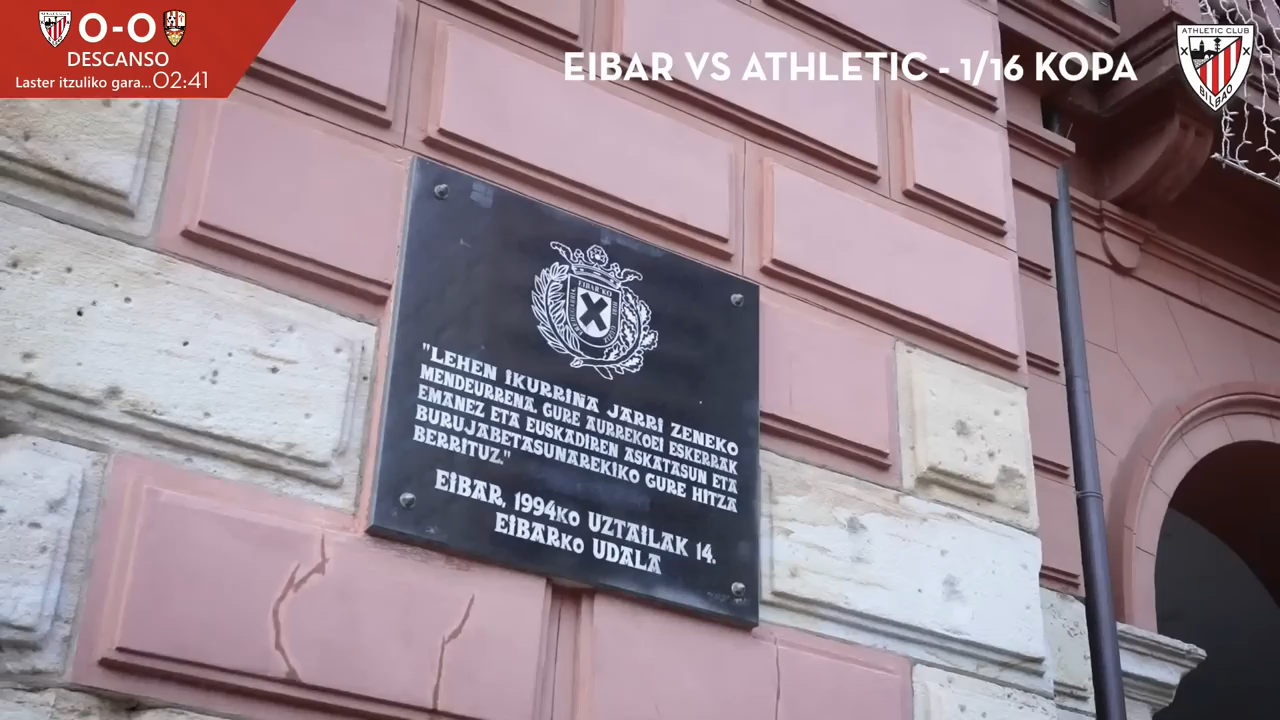 0-0
DESCANSO
Laster itzuliko gara...02:41
EIBAR VS ATHLETIC - 1/16 KOPA
ATHLETIC CLUB
BILBAO
EIBAR'KO
"LEHEN IKURRINA JARRI ZENEKO
MENDEURRENA, GURE AURREKOEI ESKERRAK
EMANEZ ETA EUSKADIREN ASKATASUN ETA
BURUJABETASUNAREKIKO GURE HITZA
BERRITUZ."
EIBAR, 1994KO UZTAILAK 14.
EIBARKO UDALA